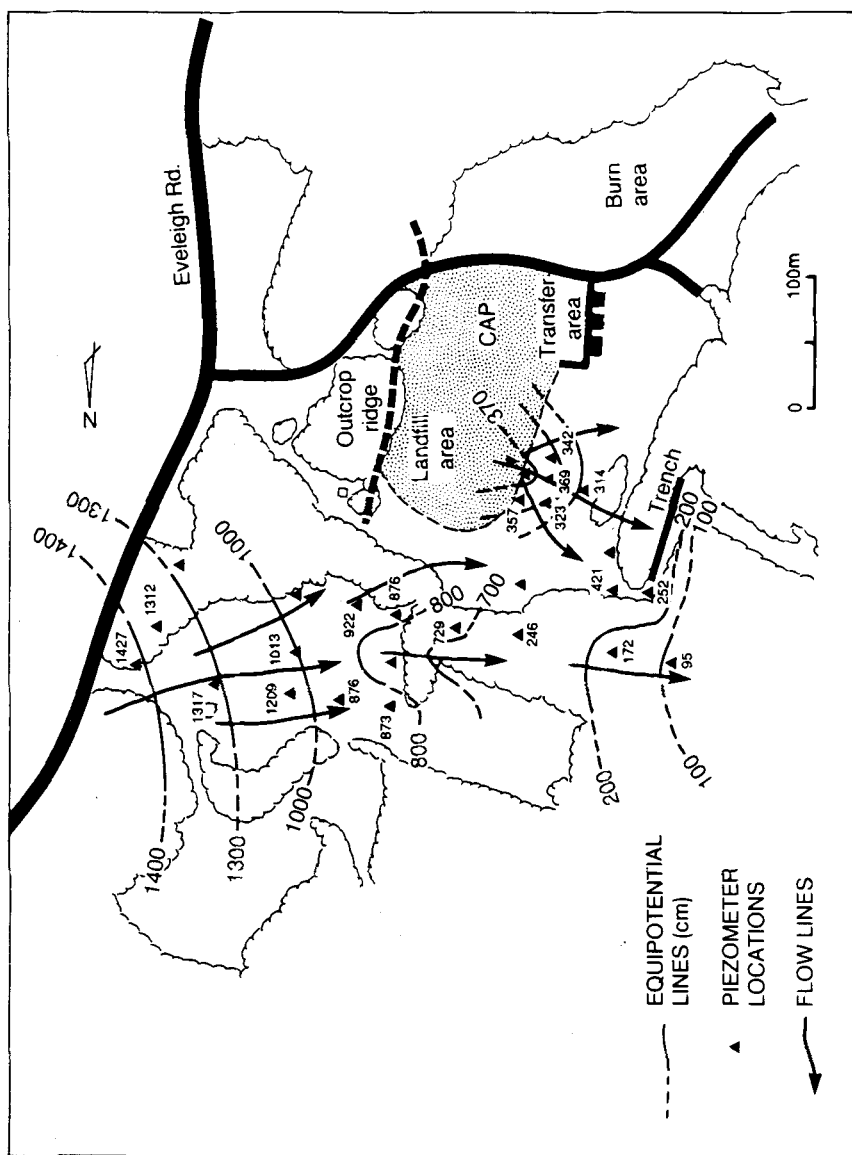 Eveleigh Rd.
N
Burn
area
Outcrop
ridge
CAP
Landfill
area
Transfer
area
Trench
0
100m
1400
1300
1000
1427
1312
1317
1209
1013
922
876
876
873
800
800
700
729
246
370
342
369
357
323
314
421
252
200
100
172
95
1400
1300
1000
200
100
EQUIPOTENTIAL
LINES (cm)
PIEZOMETER
LOCATIONS
FLOW LINES